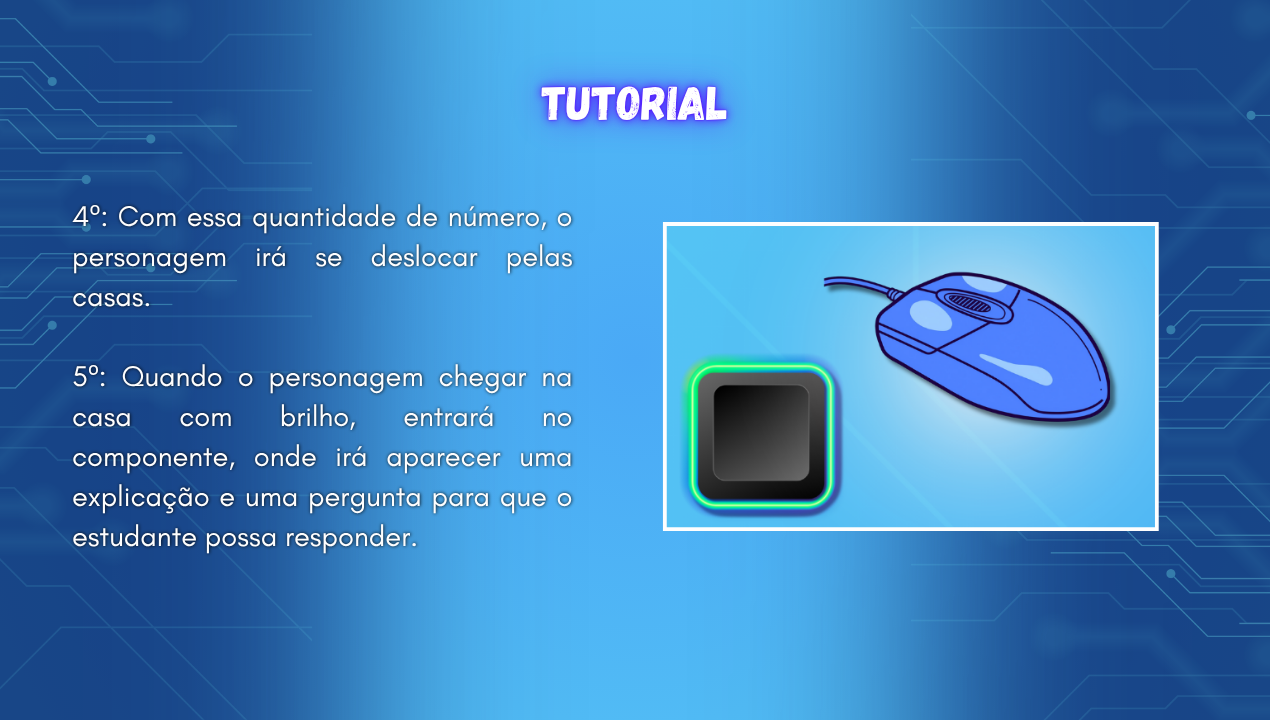 TUTORIAL
4º: Com essa quantidade de número, o
personagem irá se deslocar pelas
casas.
5º: Quando o personagem chegar na
casa com brilho, entrará no
componente, onde irá aparecer uma
explicação e uma pergunta para que o
estudante possa responder.